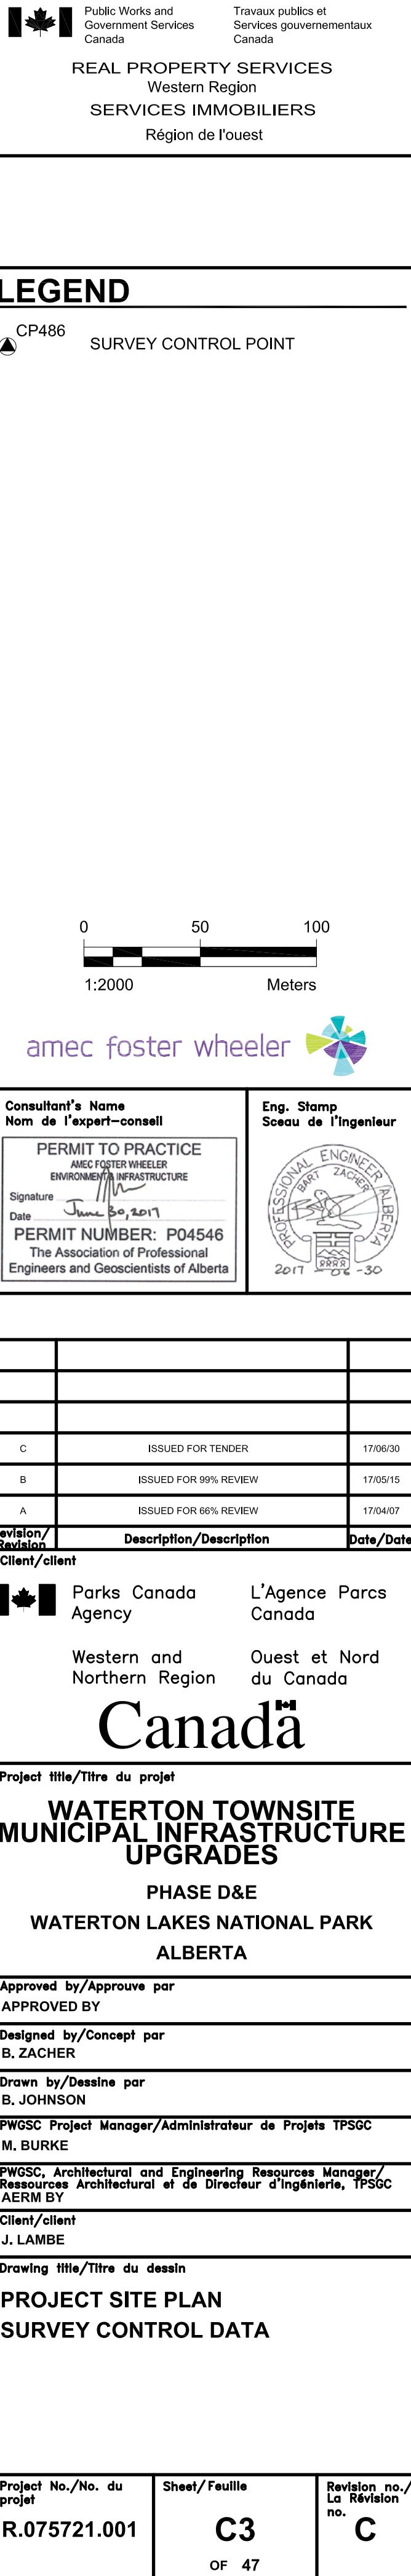 Public Works and
Government Services
Canada
Travaux publics et
Services gouvernementaux
Canada
REAL PROPERTY SERVICES
Western Region
SERVICES IMMOBILIERS
Région de l'ouest
LEGEND
CP486
SURVEY CONTROL POINT
0 50 100
1:2000 Meters
amec foster wheeler
Consultant's Name
Nom de l'expert-conseil
PERMIT TO PRACTICE
AMEC FOSTER WHEELER
ENVIRONMENT & INFRASTRUCTURE
Signature
Date June 30, 2017
PERMIT NUMBER: P04546
The Association of Professional
Engineers and Geoscientists of Alberta
Eng. Stamp
Sceau de l'ingenieur
PROFESSIONAL ENGINEER ALBERTA
BART ZACHER
2017 -06 -30
C ISSUED FOR TENDER 17/06/30
B ISSUED FOR 99% REVIEW 17/05/15
A ISSUED FOR 66% REVIEW 17/04/07
evision/
Revision
Description/Description
Date/Date
Client/client
Parks Canada
Agency
L'Agence Parcs
Canada
Western and
Northern Region
Ouest et Nord
du Canada
Canada
Project title/Titre du projet
WATERTON TOWNSITE
MUNICIPAL INFRASTRUCTURE
UPGRADES
PHASE D&E
WATERTON LAKES NATIONAL PARK
ALBERTA
Approved by/Approuve par
APPROVED BY
Designed by/Concept par
B. ZACHER
Drawn by/Dessine par
B. JOHNSON
PWGSC Project Manager/Administrateur de Projets TPSGC
M. BURKE
PWGSC, Architectural and Engineering Resources Manager/
Ressources Architectural et de Directeur d'Ingénierie, TPSGC
AERM BY
Client/client
J. LAMBE
Drawing title/Titre du dessin
PROJECT SITE PLAN
SURVEY CONTROL DATA
Project No./No. du
projet
R.075721.001
Sheet/Feuille
C3
OF 47
Revision no./
La Révision
no.
C